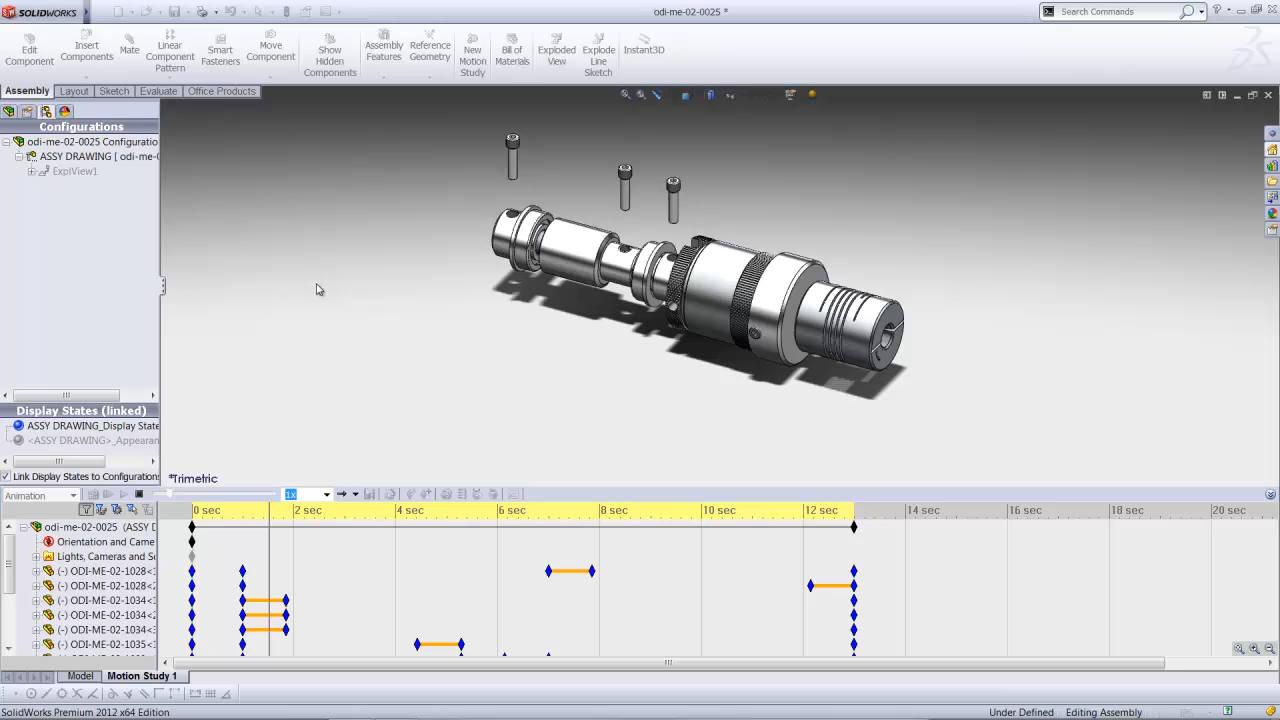 SOLIDWORKS
odi-me-02-0025 *
Search Commands
Edit Component
Insert Components
Mate
Linear Component Pattern
Smart Fasteners
Move Component
Show Hidden Components
Assembly Features
Reference Geometry
New Motion Study
Bill of Materials
Exploded View
Explode Line Sketch
Instant3D
Assembly
Layout
Sketch
Evaluate
Office Products
Configurations
odi-me-02-0025 Configuratio
ASSY DRAWING [ odi-me-0
ExplView1
Display States (linked)
ASSY DRAWING_Display State
<ASSY DRAWING>_Appearan
Link Display States to Configurations
*Trimetric
Animation
1x
0 sec
2 sec
4 sec
6 sec
8 sec
10 sec
12 sec
14 sec
16 sec
18 sec
20 sec
odi-me-02-0025 (ASSY D
Orientation and Came
Lights, Cameras and S
(-) ODI-ME-02-1028<
(-) ODI-ME-02-1028<
(-) ODI-ME-02-1034<
(-) ODI-ME-02-1034<
(-) ODI-ME-02-1034<
(-) ODI-ME-02-1035<
Model
Motion Study 1
SolidWorks Premium 2012 x64 Edition
Under Defined
Editing Assembly